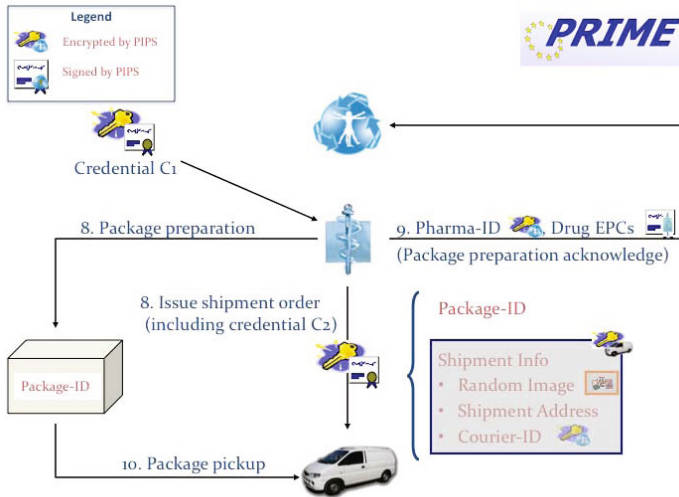 Legend
Encrypted by PIPS
Signed by PIPS
PRIME
Credential C1
8. Package preparation
9. Pharma-ID , Drug EPCs
(Package preparation acknowledge)
8. Issue shipment order
(including credential C2)
Package-ID
Package-ID
Shipment Info
• Random Image
• Shipment Address
• Courier-ID
10. Package pickup